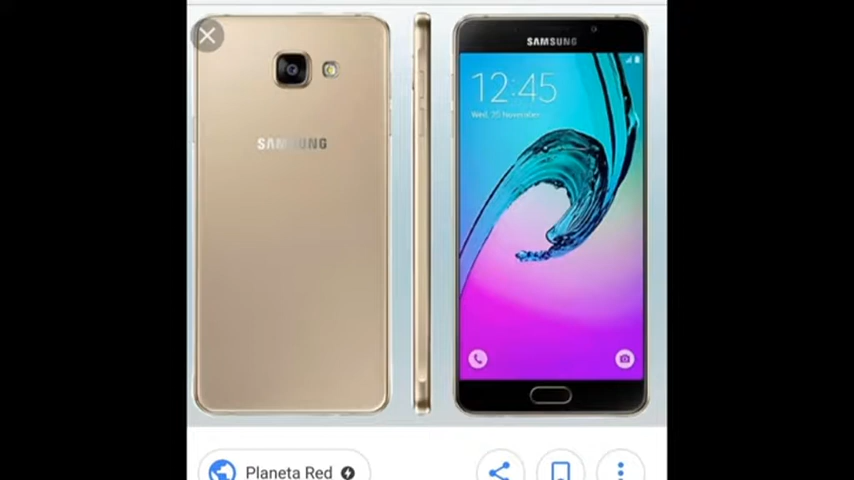 SAMSUNG
SAMSUNG
12:45
Wed, 25 November
Planeta Red